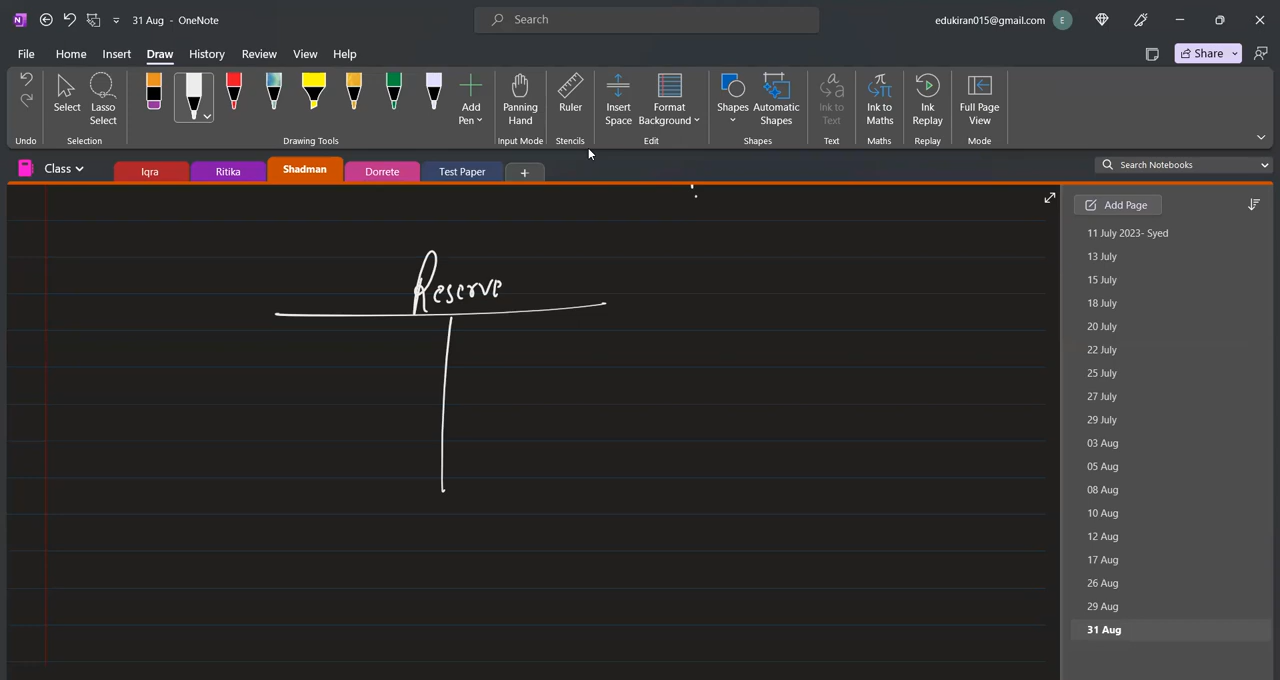 31 Aug - OneNote
Search
edukiran015@gmail.com
E
File Home Insert Draw History Review View Help
Share
Select
Lasso Select
Add Pen
Panning Hand
Ruler
Insert Space
Format Background
Shapes
Automatic Shapes
Ink to Text
Ink to Maths
Ink Replay
Full Page View
Undo Selection Drawing Tools Input Mode Stencils Edit Shapes Text Maths Replay Mode
Class
Iqra Ritika Shadman Dorrete Test Paper +
Search Notebooks
Add Page
11 July 2023- Syed
13 July
15 July
18 July
20 July
22 July
25 July
27 July
29 July
03 Aug
05 Aug
08 Aug
10 Aug
12 Aug
17 Aug
26 Aug
29 Aug
31 Aug
Reserve